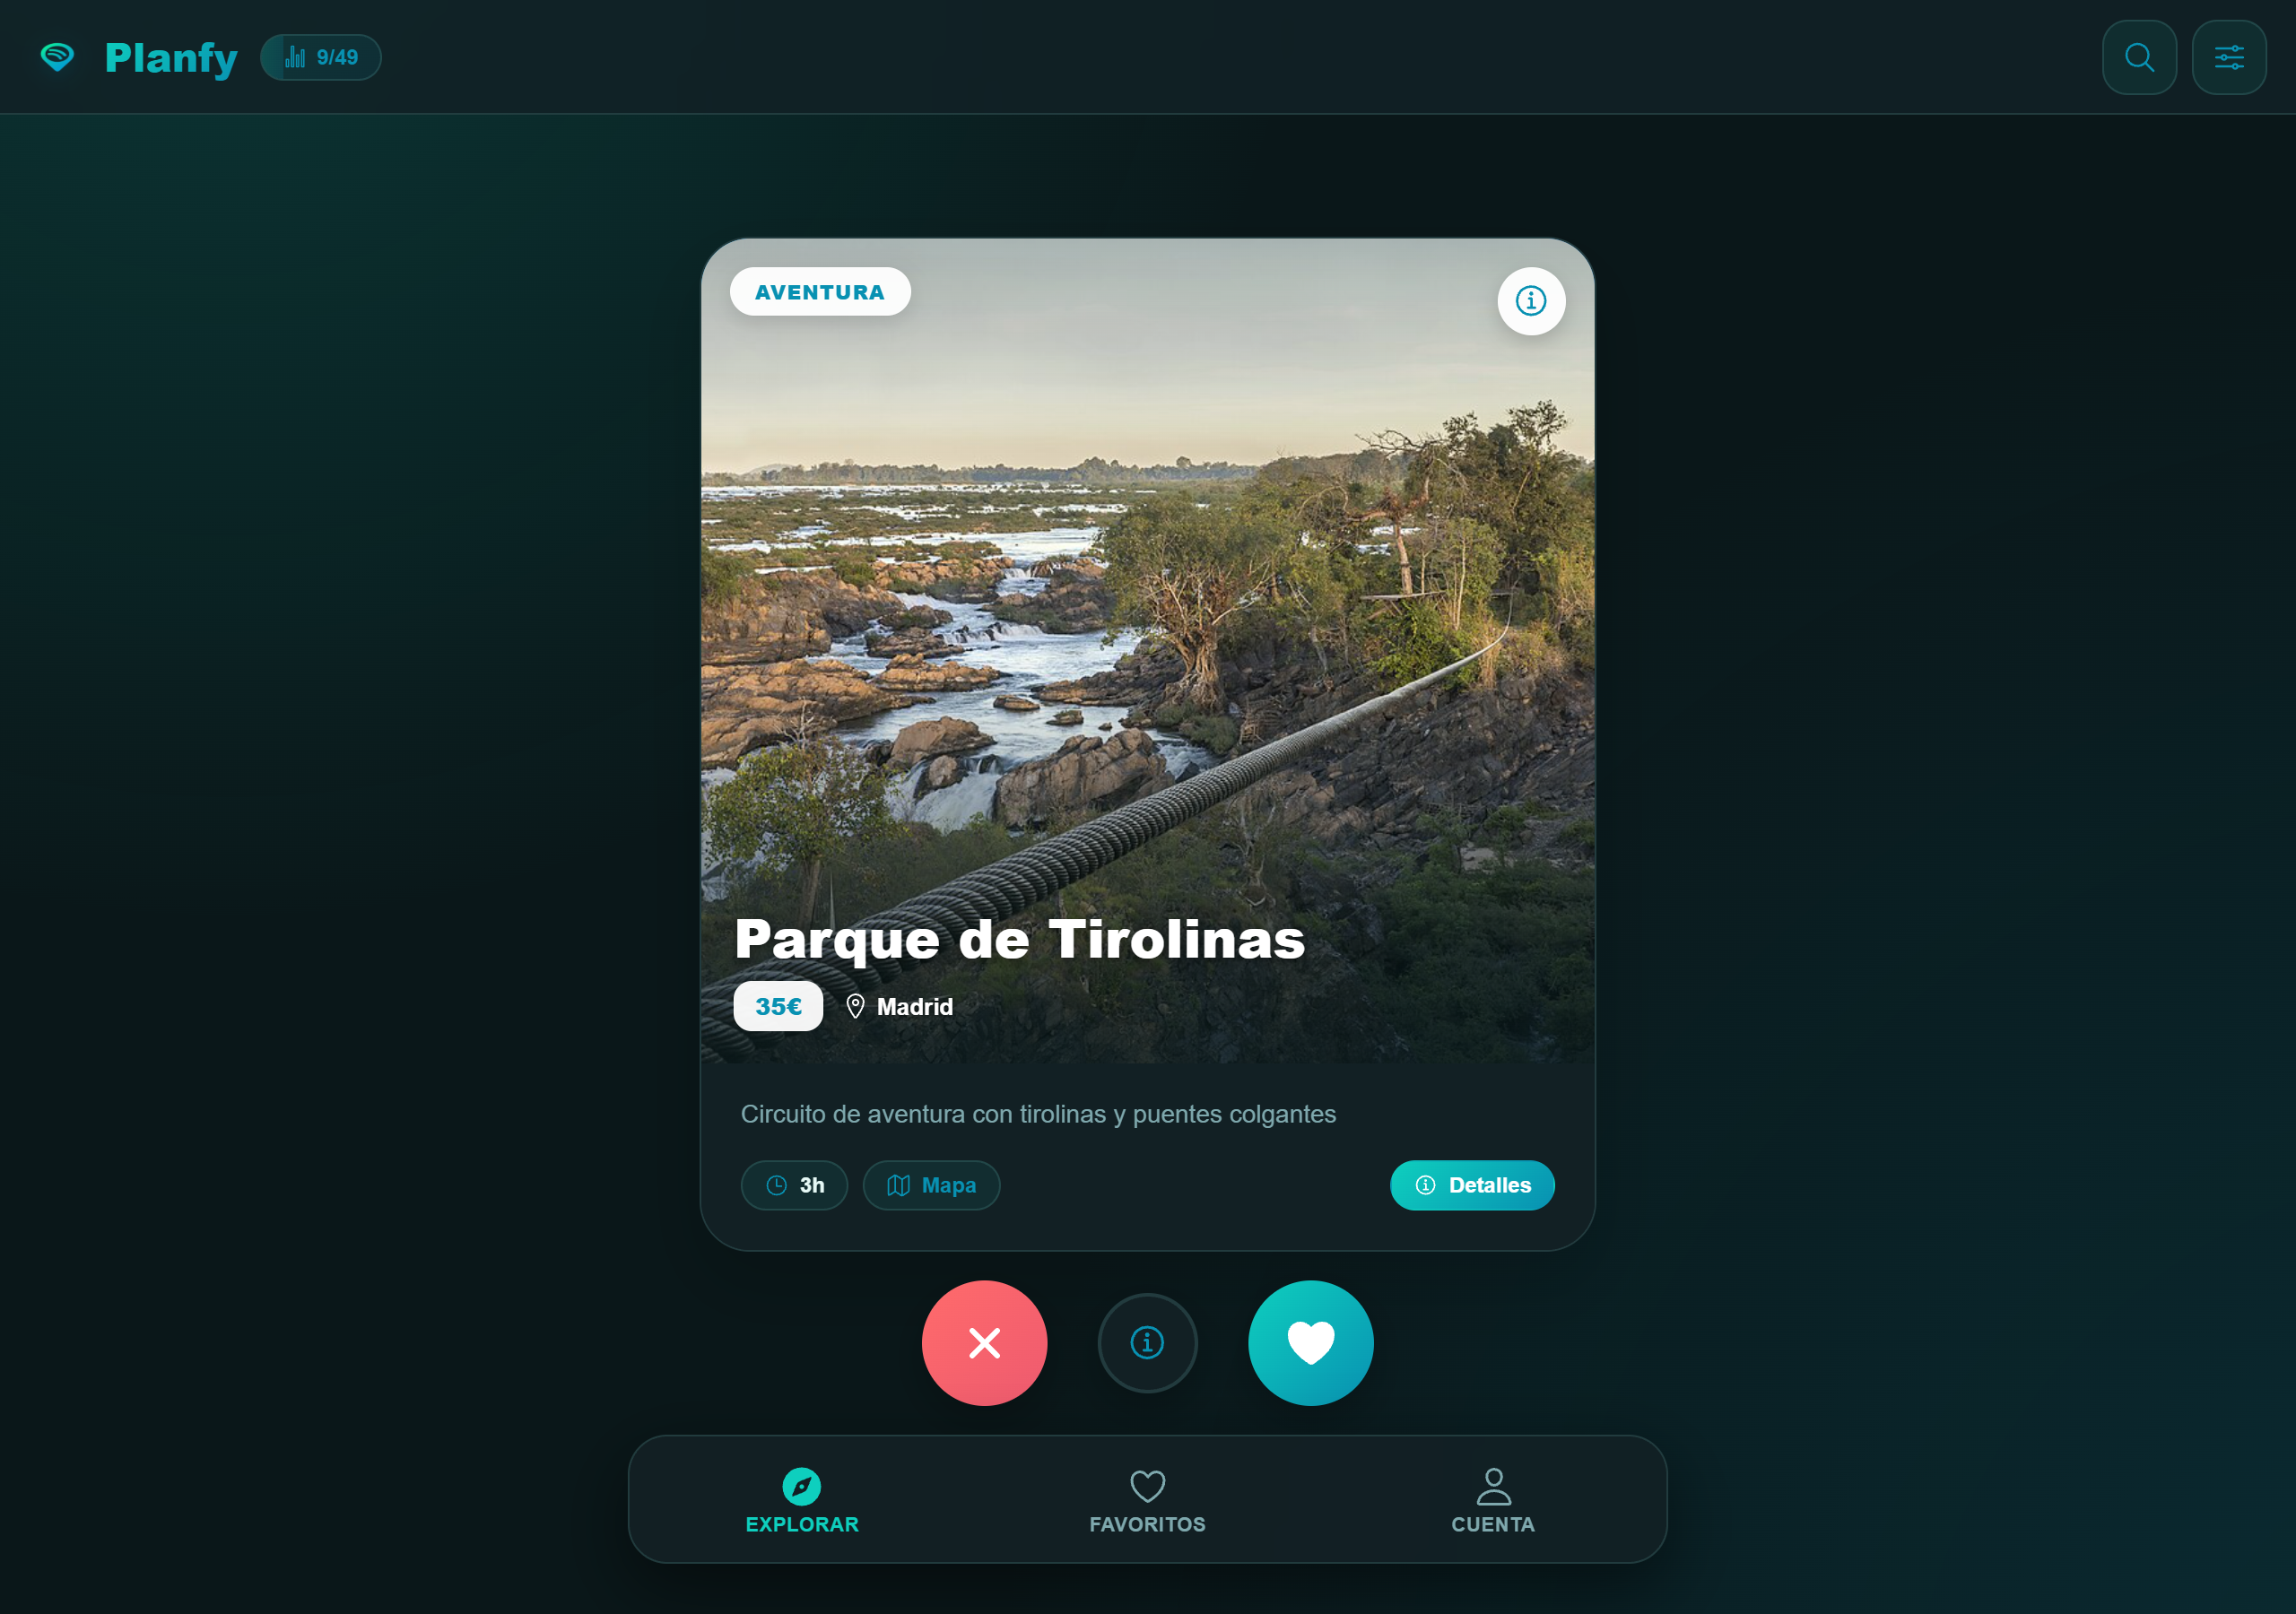 Planfy
9/49
AVENTURA
Parque de Tirolinas
35€
Madrid
Circuito de aventura con tirolinas y puentes colgantes
3h
Mapa
Detalles
EXPLORAR
FAVORITOS
CUENTA